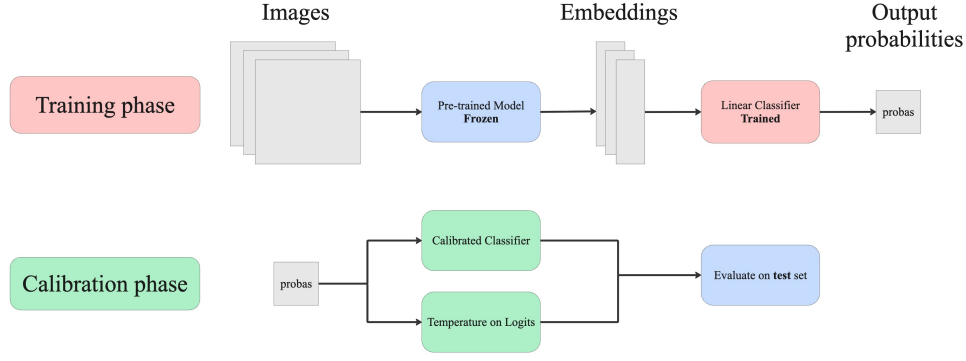 Images
Embeddings
Output
probabilities
Training phase
Pre-trained Model
Frozen
Linear Classifier
Trained
probas
Calibration phase
probas
Calibrated Classifier
Temperature on Logits
Evaluate on test set